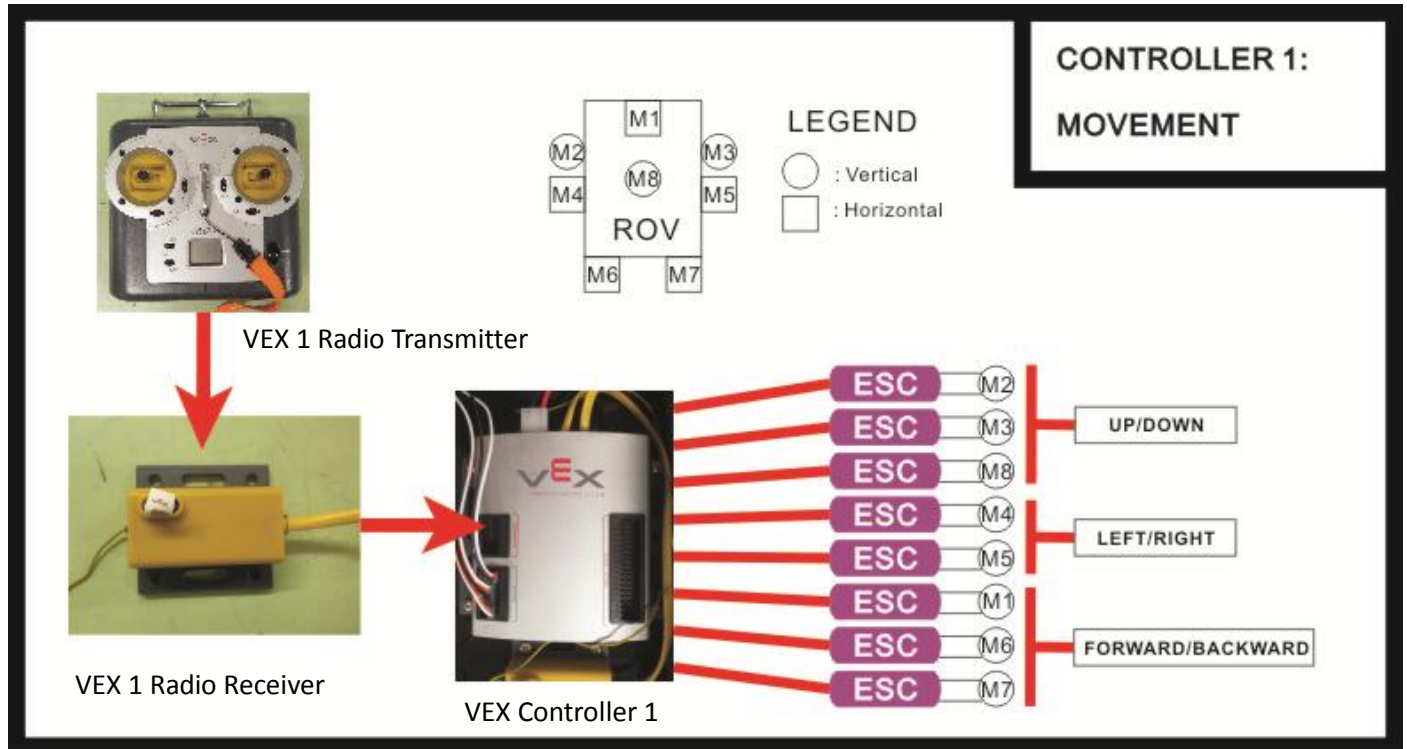 CONTROLLER 1:
MOVEMENT
M1
M2
M3
M8
M4
M5
ROV
M6
M7
LEGEND
: Vertical
: Horizontal
VEX 1 Radio Transmitter
VEX 1 Radio Receiver
vEx
VEX Controller 1
ESC M2
ESC M3
ESC M8
UP/DOWN
ESC M4
ESC M5
LEFT/RIGHT
ESC M1
ESC M6
ESC M7
FORWARD/BACKWARD